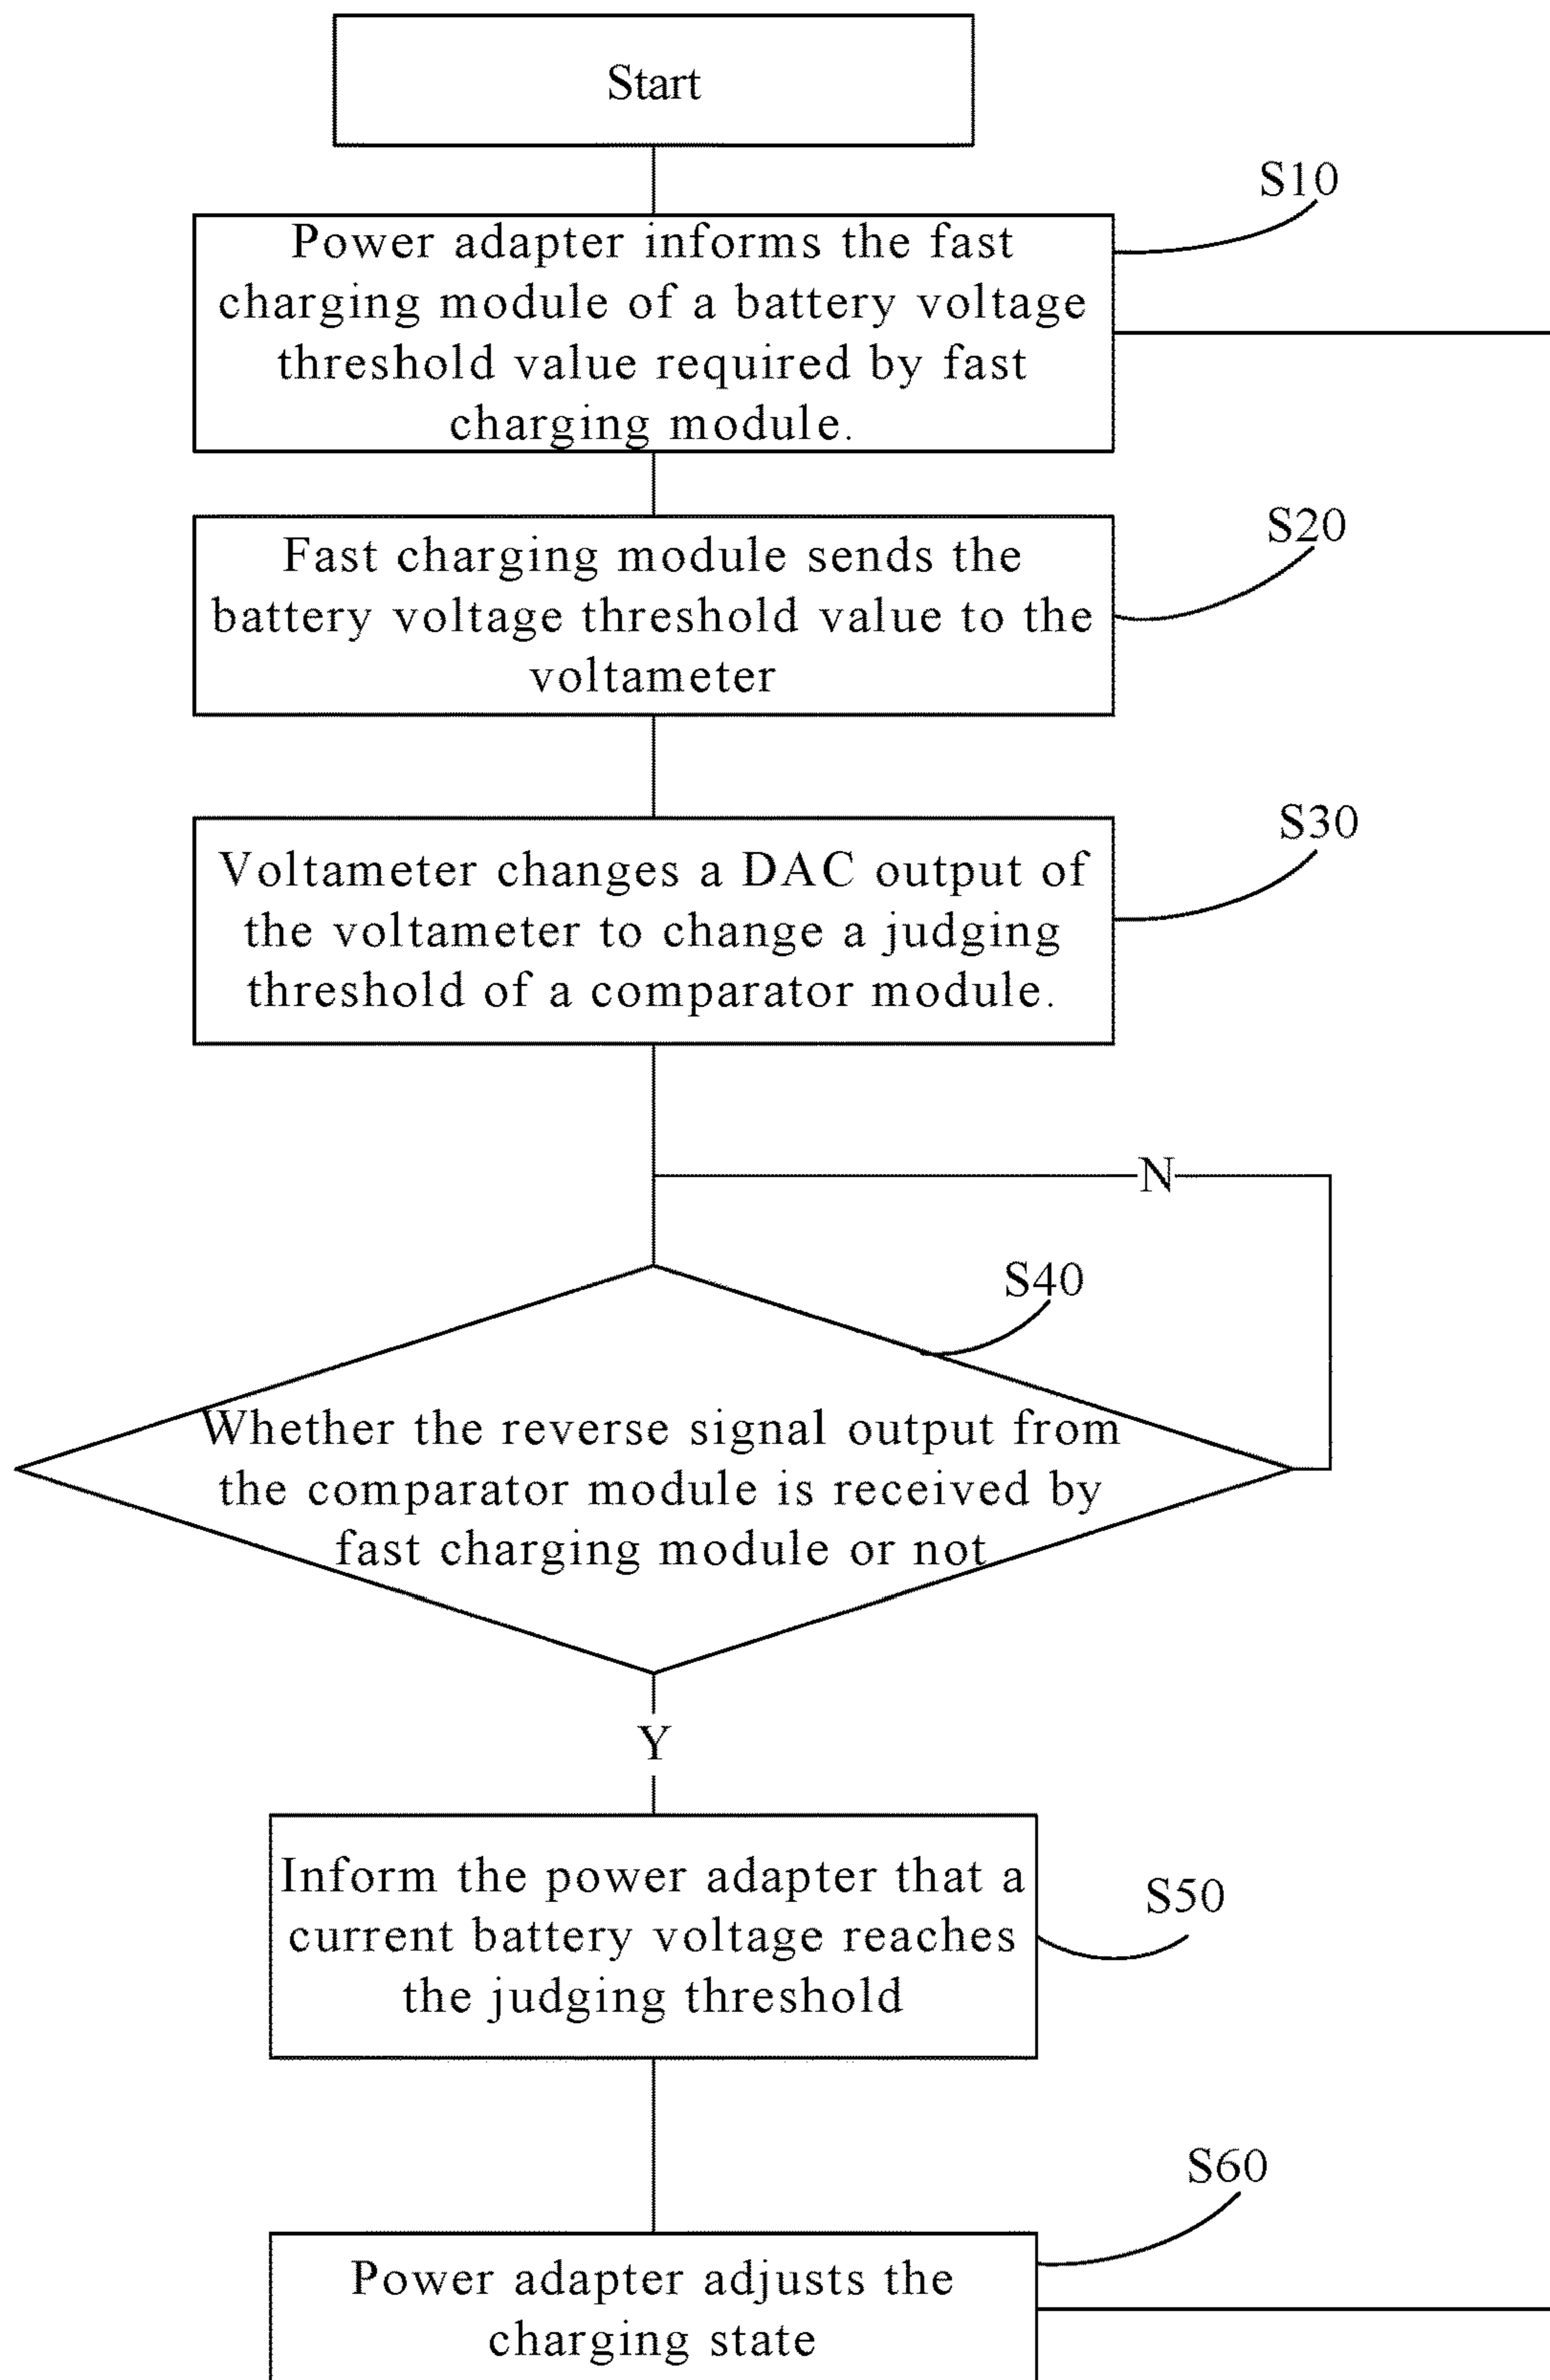 Start
S10
Power adapter informs the fast
charging module of a battery voltage
threshold value required by fast
charging module.
S20
Fast charging module sends the
battery voltage threshold value to the
voltameter
S30
Voltameter changes a DAC output of
the voltameter to change a judging
threshold of a comparator module.
N
S40
Whether the reverse signal output from
the comparator module is received by
fast charging module or not
Y
Inform the power adapter that a
current battery voltage reaches
the judging threshold
S50
S60
Power adapter adjusts the
charging state